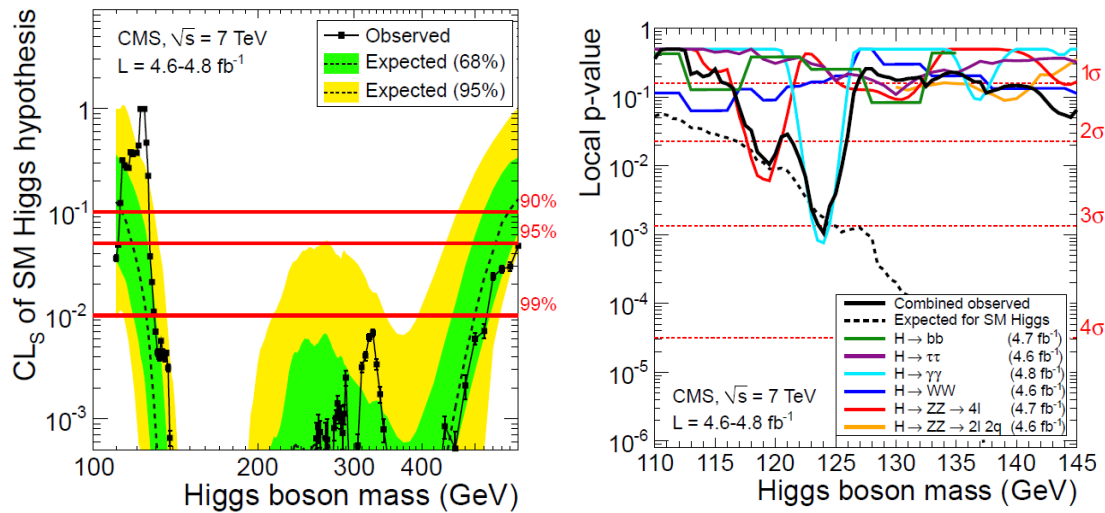 CMS, √s = 7 TeV
L = 4.6-4.8 fb⁻¹
Observed
Expected (68%)
Expected (95%)
CLₛ of SM Higgs hypothesis
1
10⁻¹
10⁻²
10⁻³
90%
95%
99%
100
200
300
400
Higgs boson mass (GeV)
Local p-value
1
10⁻¹
10⁻²
10⁻³
10⁻⁴
10⁻⁵
10⁻⁶
1σ
2σ
3σ
4σ
Combined observed
Expected for SM Higgs
H → bb (4.7 fb⁻¹)
H → ττ (4.6 fb⁻¹)
H → γγ (4.8 fb⁻¹)
H → WW (4.6 fb⁻¹)
H → ZZ → 4l (4.7 fb⁻¹)
H → ZZ → 2l 2q (4.6 fb⁻¹)
CMS, √s = 7 TeV
L = 4.6-4.8 fb⁻¹
110 115 120 125 130 135 140 145
Higgs boson mass (GeV)